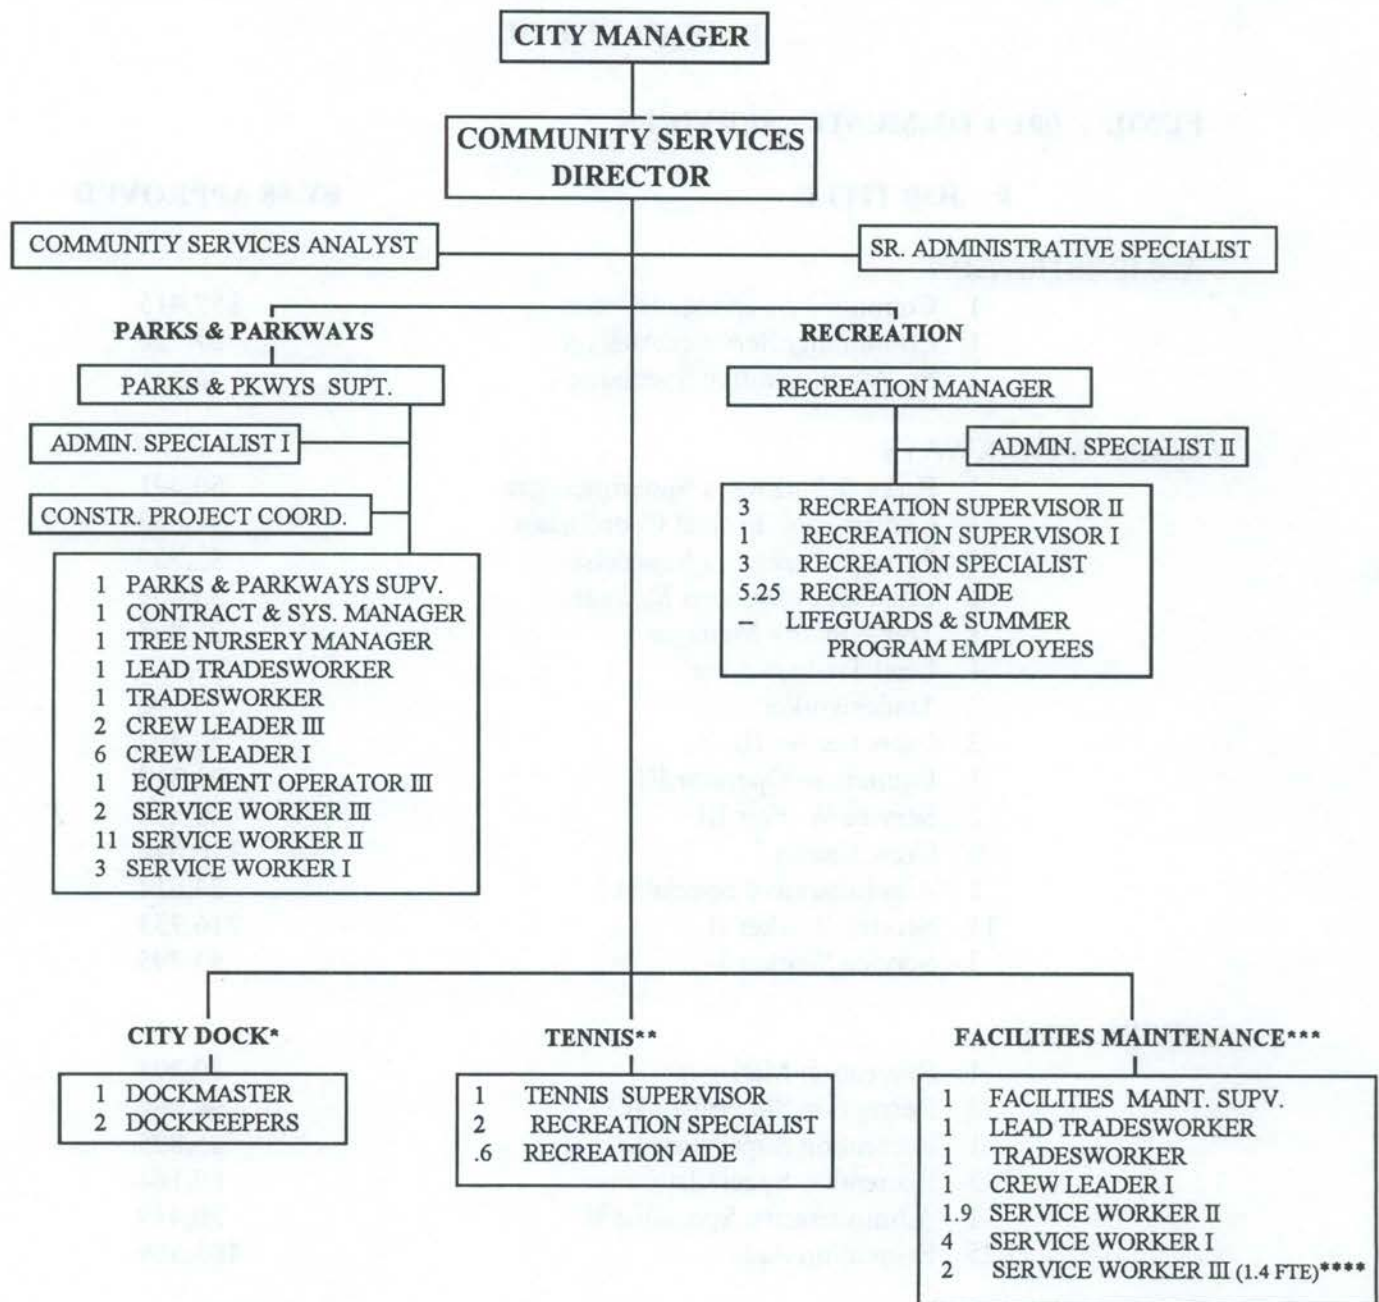 CITY MANAGER
COMMUNITY SERVICES
DIRECTOR
COMMUNITY SERVICES ANALYST
SR. ADMINISTRATIVE SPECIALIST
PARKS & PARKWAYS
PARKS & PKWYS SUPT.
ADMIN. SPECIALIST I
CONSTR. PROJECT COORD.
1 PARKS & PARKWAYS SUPV.
1 CONTRACT & SYS. MANAGER
1 TREE NURSERY MANAGER
1 LEAD TRADESWORKER
1 TRADESWORKER
2 CREW LEADER III
6 CREW LEADER I
1 EQUIPMENT OPERATOR III
2 SERVICE WORKER III
11 SERVICE WORKER II
3 SERVICE WORKER I
RECREATION
RECREATION MANAGER
ADMIN. SPECIALIST II
3 RECREATION SUPERVISOR II
1 RECREATION SUPERVISOR I
3 RECREATION SPECIALIST
5.25 RECREATION AIDE
– LIFEGUARDS & SUMMER
PROGRAM EMPLOYEES
CITY DOCK*
1 DOCKMASTER
2 DOCKKEEPERS
TENNIS**
1 TENNIS SUPERVISOR
2 RECREATION SPECIALIST
.6 RECREATION AIDE
FACILITIES MAINTENANCE***
1 FACILITIES MAINT. SUPV.
1 LEAD TRADESWORKER
1 TRADESWORKER
1 CREW LEADER I
1.9 SERVICE WORKER II
4 SERVICE WORKER I
2 SERVICE WORKER III (1.4 FTE)****